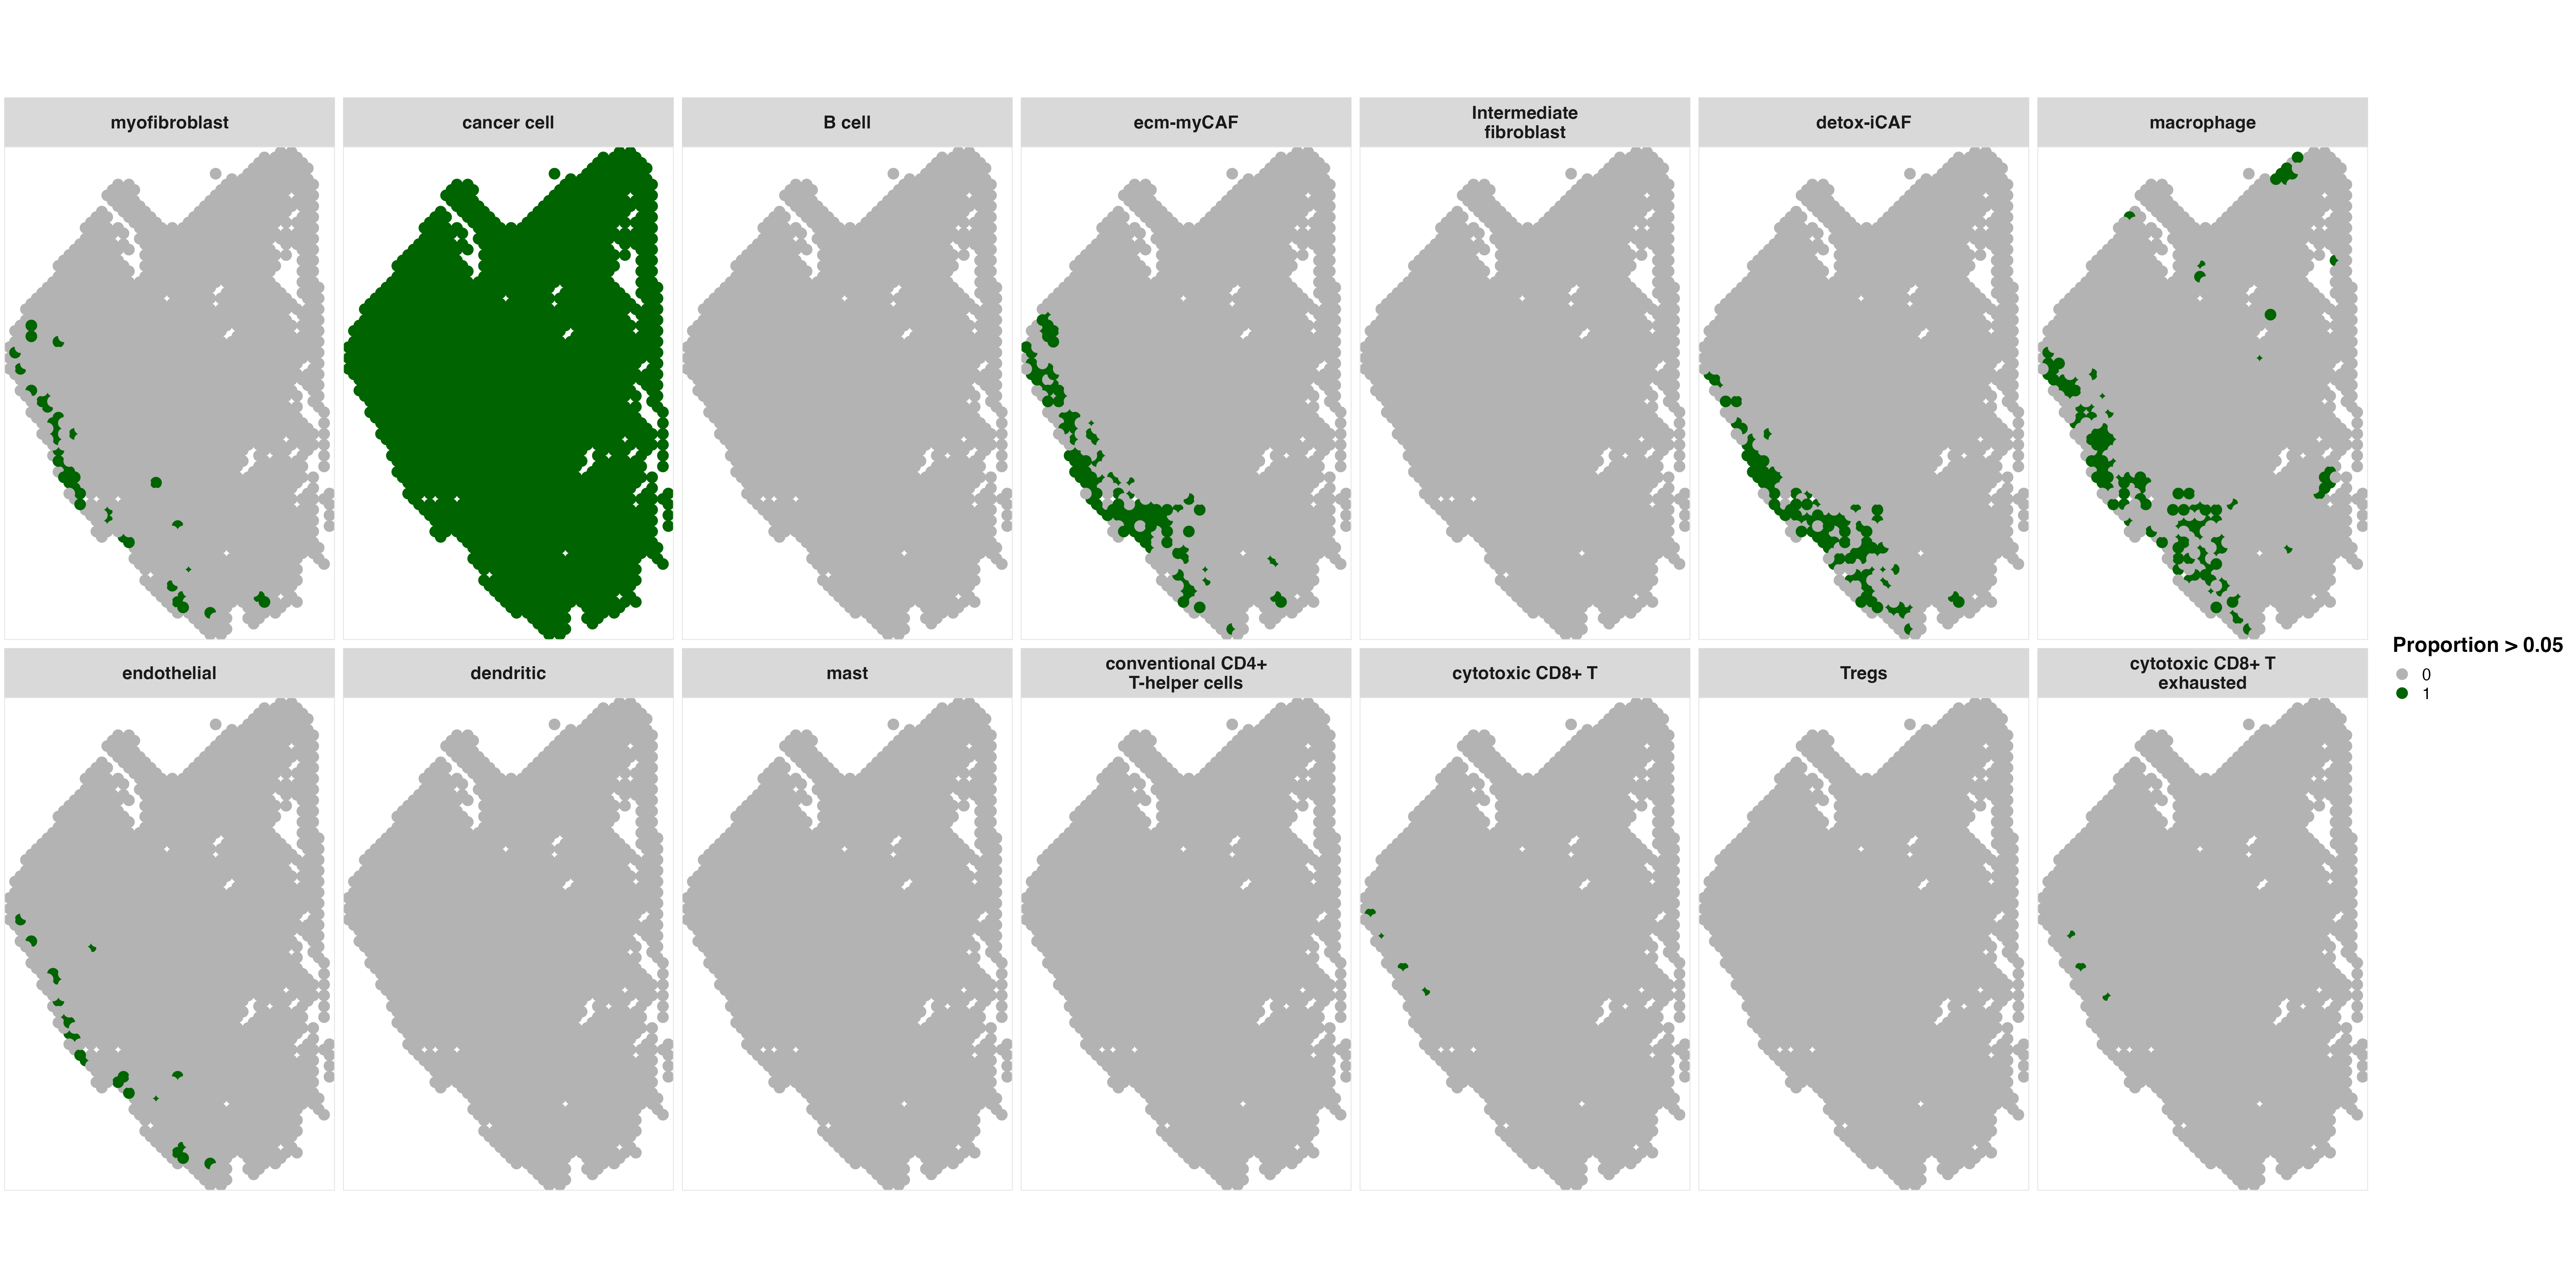 myofibroblast
cancer cell
B cell
ecm-myCAF
Intermediate
fibroblast
detox-iCAF
macrophage
endothelial
dendritic
mast
conventional CD4+
T-helper cells
cytotoxic CD8+ T
Tregs
cytotoxic CD8+ T
exhausted
Proportion > 0.05
0
1